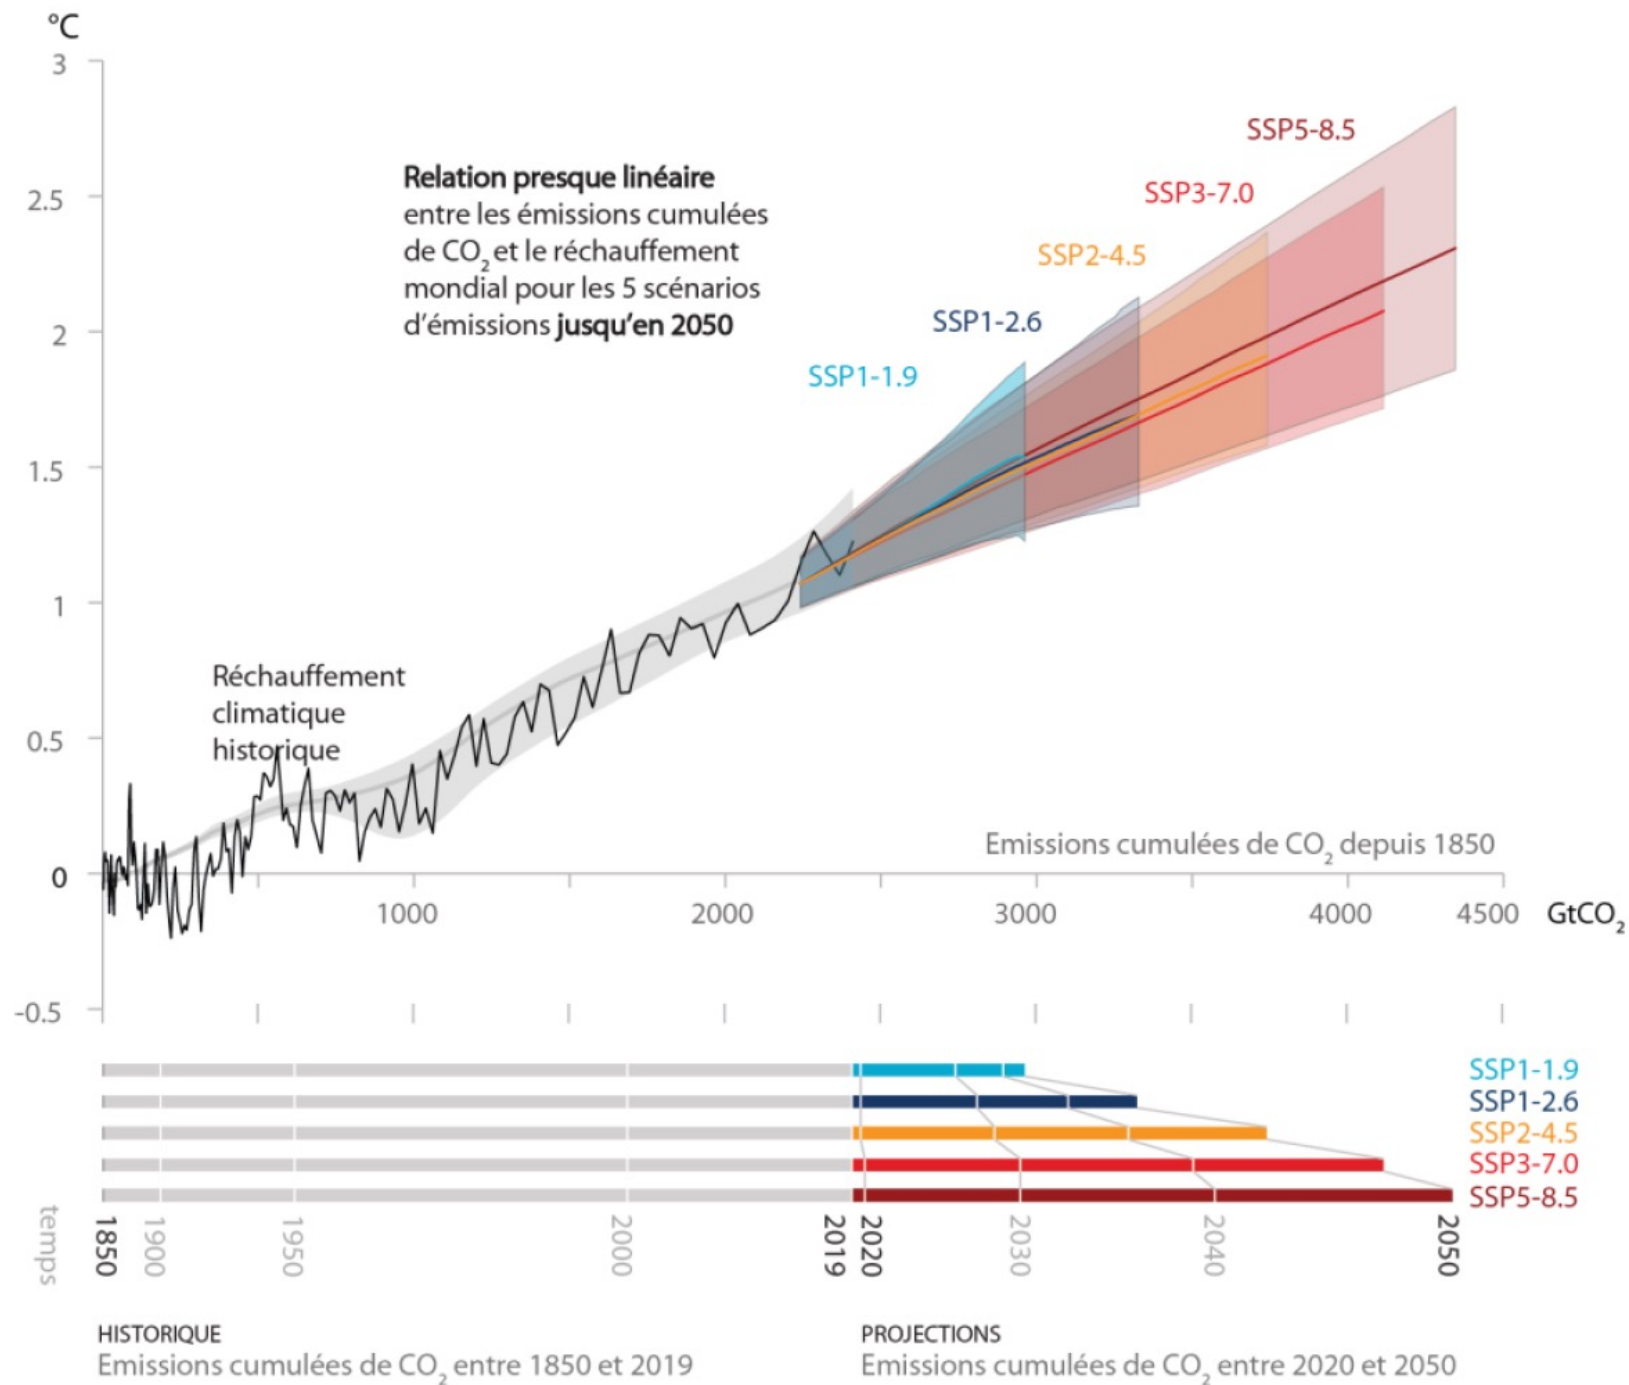 °C
3
2.5
2
1.5
1
0.5
0
-0.5
SSP5-8.5
SSP3-7.0
SSP2-4.5
SSP1-2.6
SSP1-1.9
Relation presque linéaire
entre les émissions cumulées
de CO₂ et le réchauffement
mondial pour les 5 scénarios
d'émissions jusqu'en 2050
Réchauffement
climatique
historique
Emissions cumulées de CO₂ depuis 1850
1000 2000 3000 4000 4500 GtCO₂
SSP1-1.9
SSP1-2.6
SSP2-4.5
SSP3-7.0
SSP5-8.5
temps 1850 1900 1950 2000 2019 2020 2030 2040 2050
HISTORIQUE
Emissions cumulées de CO₂ entre 1850 et 2019
PROJECTIONS
Emissions cumulées de CO₂ entre 2020 et 2050